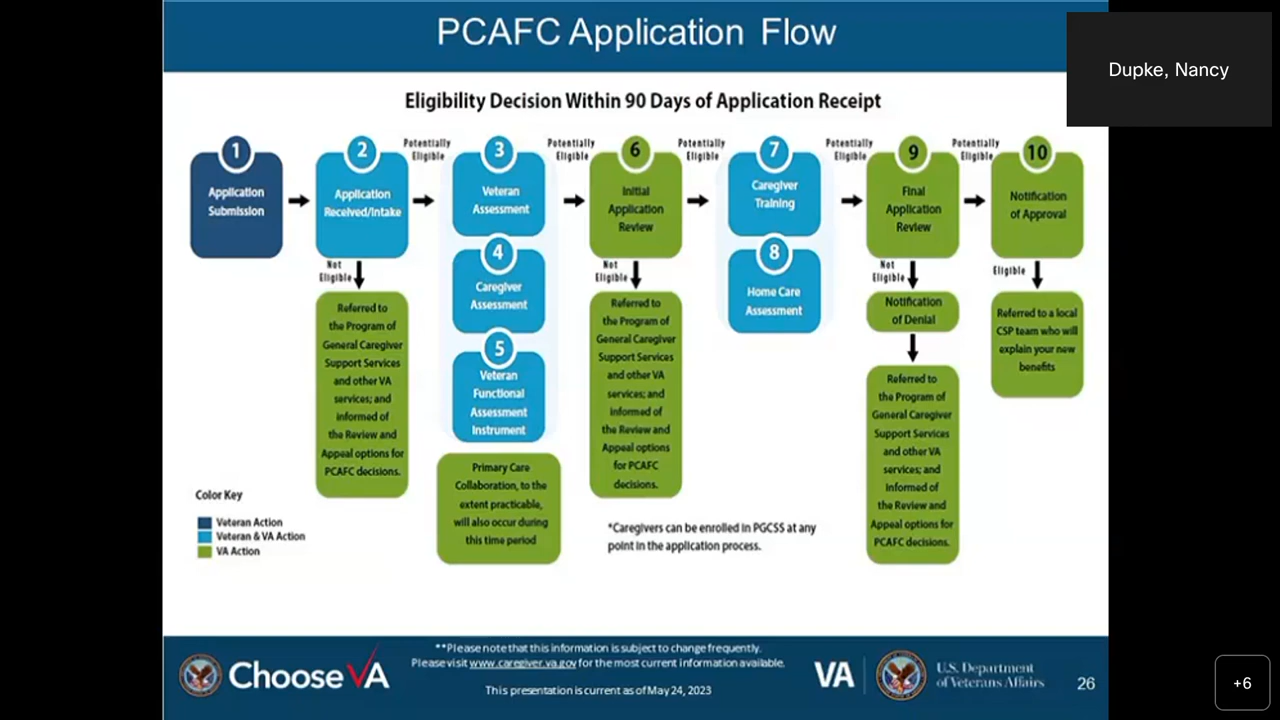 PCAFC Application Flow
Dupke, Nancy
Eligibility Decision Within 90 Days of Application Receipt
1
Application
Submission
2
Application
Received/Intake
Not
Eligible
Referred to
the Program of
General Caregiver
Support Services
and other VA
services; and
informed of
the Review and
Appeal options for
PCAFC decisions.
Potentially
Eligible
3
Veteran
Assessment
4
Caregiver
Assessment
5
Veteran
Functional
Assessment
Instrument
Primary Care
Collaboration, to the
extent practicable,
will also occur during
this time period
Potentially
Eligible
6
Initial
Application
Review
Not
Eligible
Referred to
the Program of
General Caregiver
Support Services
and other VA
services; and
informed of
the Review and
Appeal options
for PCAFC
decisions.
Potentially
Eligible
7
Caregiver
Training
8
Home Care
Assessment
Potentially
Eligible
9
Final
Application
Review
Not
Eligible
Notification
of Denial
Referred to
the Program of
General Caregiver
Support Services
and other VA
services; and
Informed of
the Review and
Appeal options for
PCAFC decisions.
Potentially
Eligible
10
Notification
of Approval
Eligible
Referred to a local
CSP team who will
explain your new
benefits
Color Key
Veteran Action
Veteran & VA Action
VA Action
*Caregivers can be enrolled in PGCSS at any
point in the application process.
Choose VA
**Please note that this information is subject to change frequently.
Please visit www.caregiver.va.gov for the most current information available.
This presentation is current as of May 24, 2023
VA
U.S. Department
of Veterans Affairs
26
+6